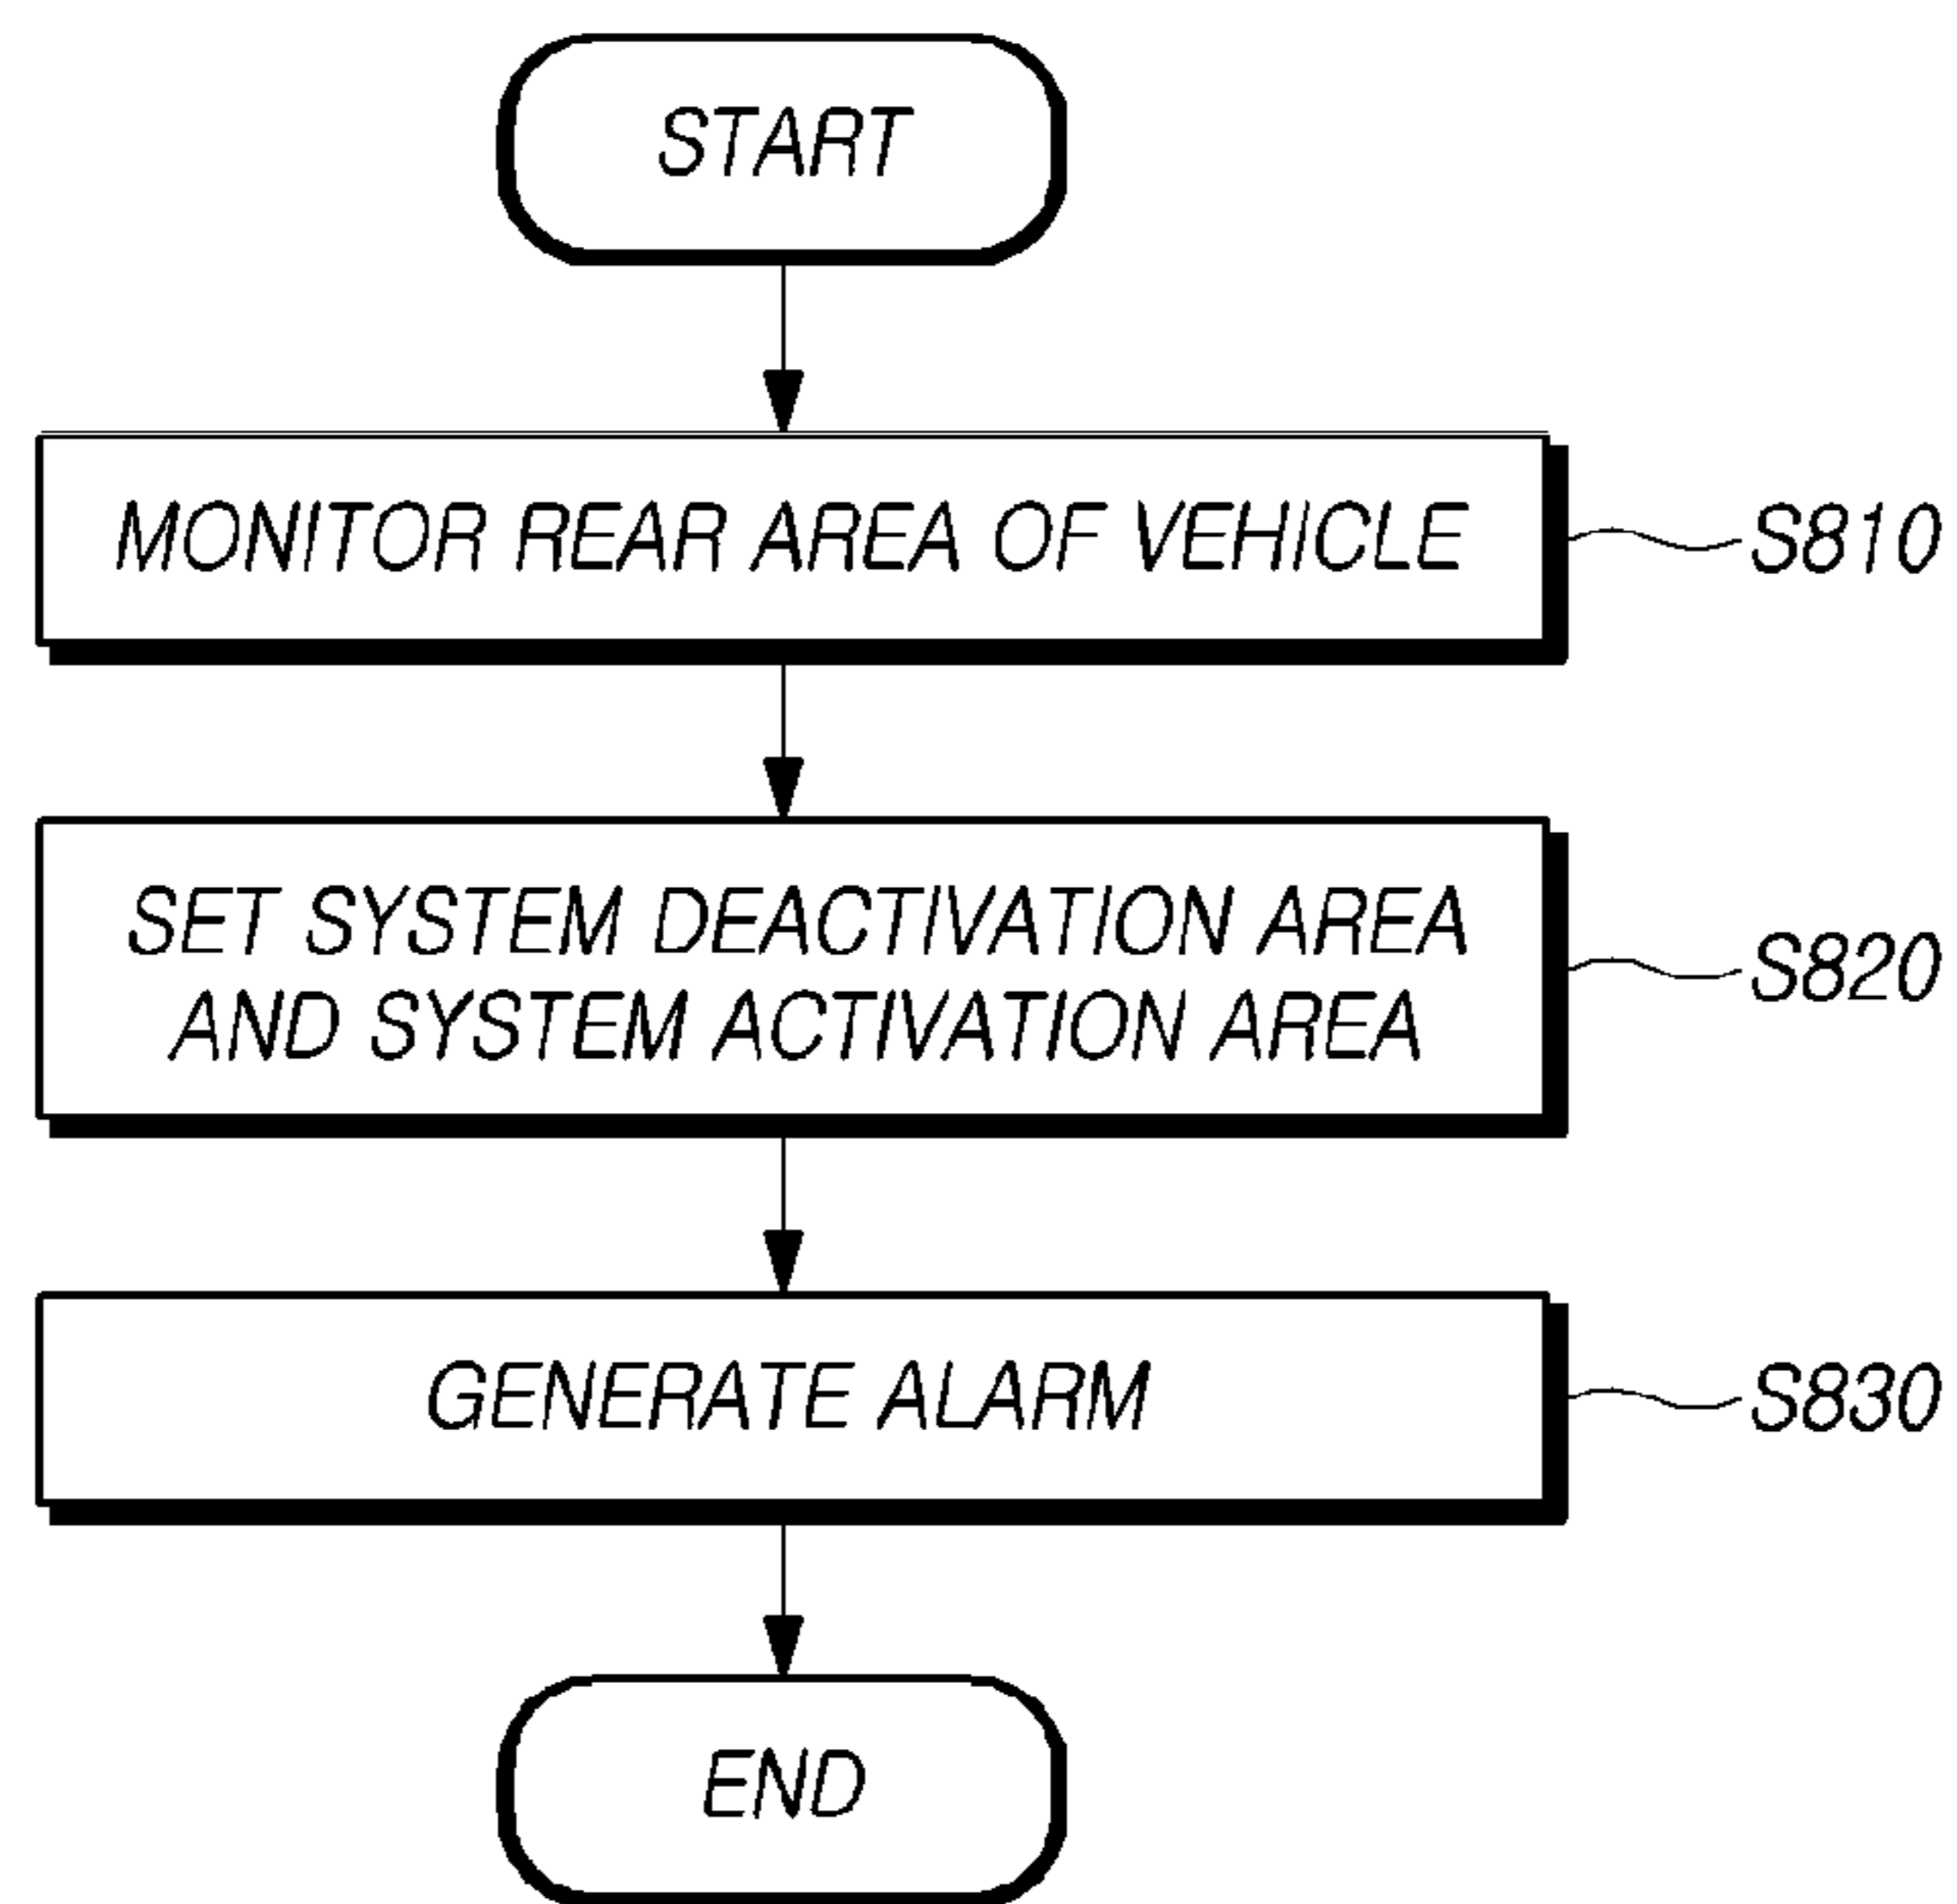 START
MONITOR REAR AREA OF VEHICLE
S810
SET SYSTEM DEACTIVATION AREA
AND SYSTEM ACTIVATION AREA
S820
GENERATE ALARM
S830
END